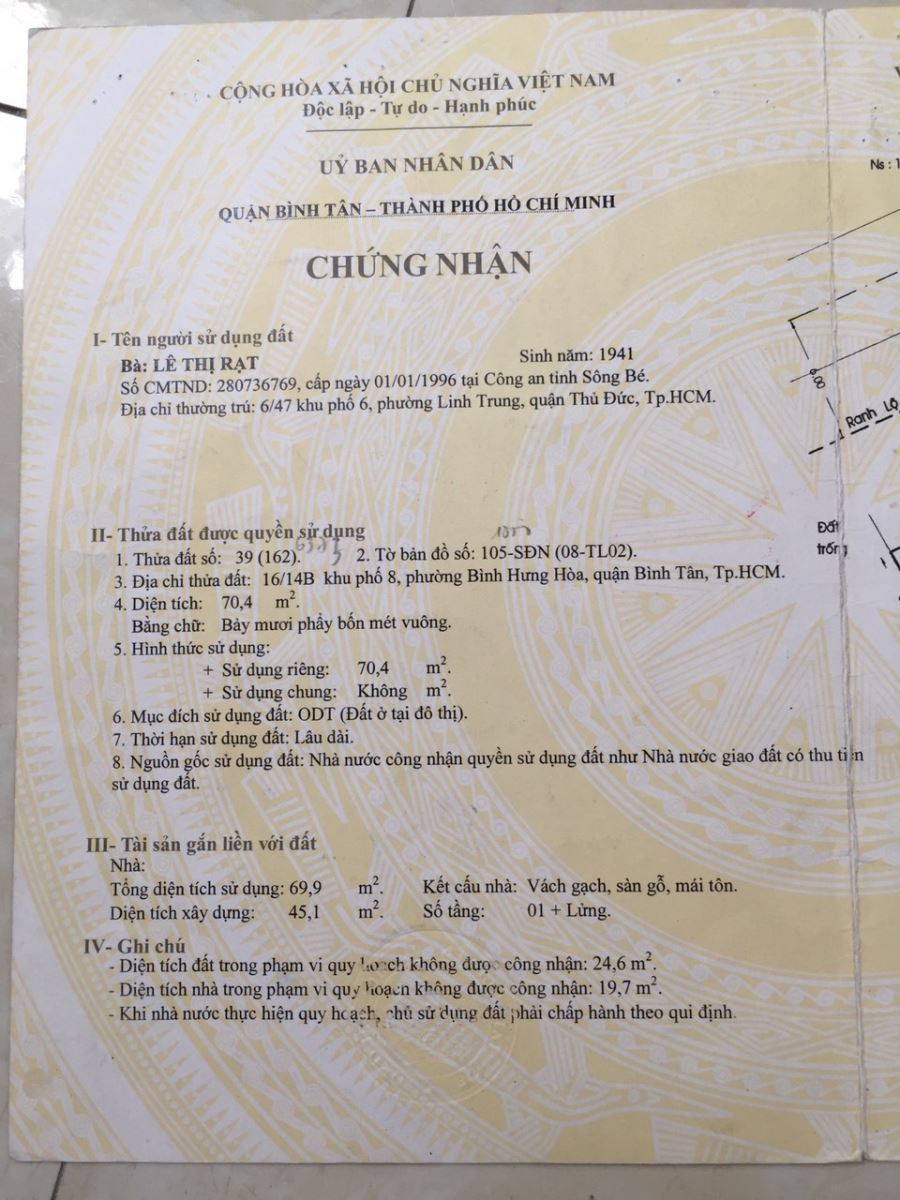 CỘNG HÒA XÃ HỘI CHỦ NGHĨA VIỆT NAM
Độc lập - Tự do - Hạnh phúc
UỶ BAN NHÂN DÂN
QUẬN BÌNH TÂN – THÀNH PHỐ HỒ CHÍ MINH
CHỨNG NHẬN
I- Tên người sử dụng đất
Bà: LÊ THỊ RẠT Sinh năm: 1941
Số CMTND: 280736769, cấp ngày 01/01/1996 tại Công an tỉnh Sông Bé.
Địa chỉ thường trú: 6/47 khu phố 6, phường Linh Trung, quận Thủ Đức, Tp.HCM.
II- Thửa đất được quyền sử dụng
1. Thửa đất số: 39 (162). 2. Tờ bản đồ số: 105-SĐN (08-TL02).
3. Địa chỉ thửa đất: 16/14B khu phố 8, phường Bình Hưng Hòa, quận Bình Tân, Tp.HCM.
4. Diện tích: 70,4 m².
Bằng chữ: Bảy mươi phẩy bốn mét vuông.
5. Hình thức sử dụng:
+ Sử dụng riêng: 70,4 m².
+ Sử dụng chung: Không m².
6. Mục đích sử dụng đất: ODT (Đất ở tại đô thị).
7. Thời hạn sử dụng đất: Lâu dài.
8. Nguồn gốc sử dụng đất: Nhà nước công nhận quyền sử dụng đất như Nhà nước giao đất có thu tiền
sử dụng đất.
III- Tài sản gắn liền với đất
Nhà:
Tổng diện tích sử dụng: 69,9 m². Kết cấu nhà: Vách gạch, sàn gỗ, mái tôn.
Diện tích xây dựng: 45,1 m². Số tầng: 01 + Lửng.
IV- Ghi chú
- Diện tích đất trong phạm vi quy hoạch không được công nhận: 24,6 m².
- Diện tích nhà trong phạm vi quy hoạch không được công nhận: 19,7 m².
- Khi nhà nước thực hiện quy hoạch, chủ sử dụng đất phải chấp hành theo qui định.
Ns : 1
Ranh Lộ
Đất
trống